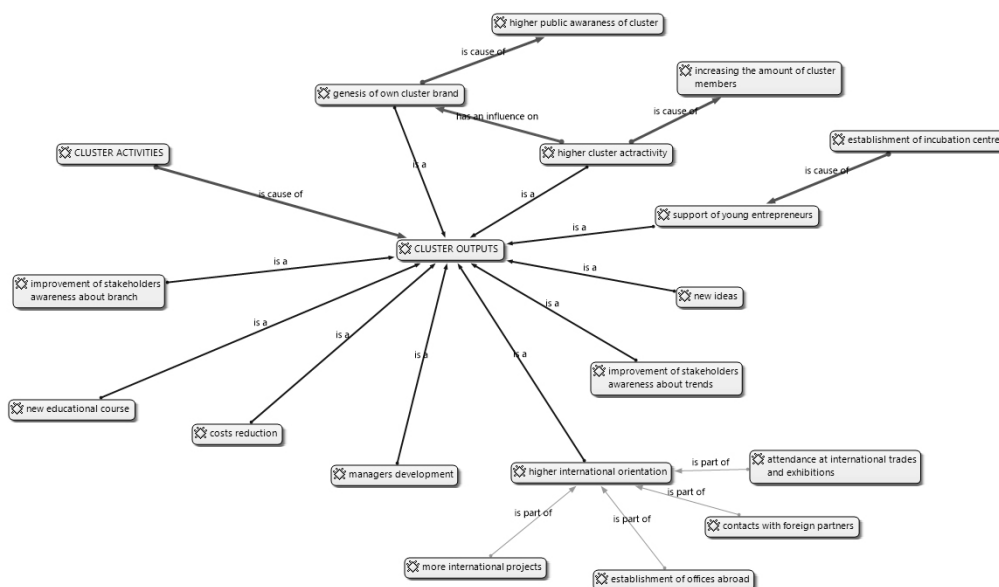 higher public awaraness of cluster
is cause of
increasing the amount of cluster
members
genesis of own cluster brand
has an influence on
is cause of
establishment of incubation centre
CLUSTER ACTIVITIES
higher cluster actractivity
is a
is cause of
is cause of
is a
support of young entrepreneurs
is a
CLUSTER OUTPUTS
is a
is a
improvement of stakeholders
awareness about branch
new ideas
is a
is a
is a
is a
is a
improvement of stakeholders
awareness about trends
new educational course
costs reduction
managers development
higher international orientation
is part of
attendance at international trades
and exhibitions
is part of
is part of
is part of
contacts with foreign partners
more international projects
establishment of offices abroad